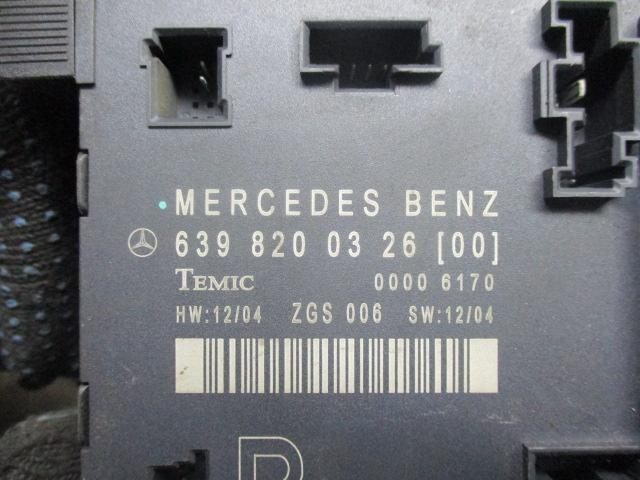 MERCEDES BENZ
639 820 03 26 [00]
TEMIC 0000 6170
HW:12/04 ZGS 006 SW:12/04